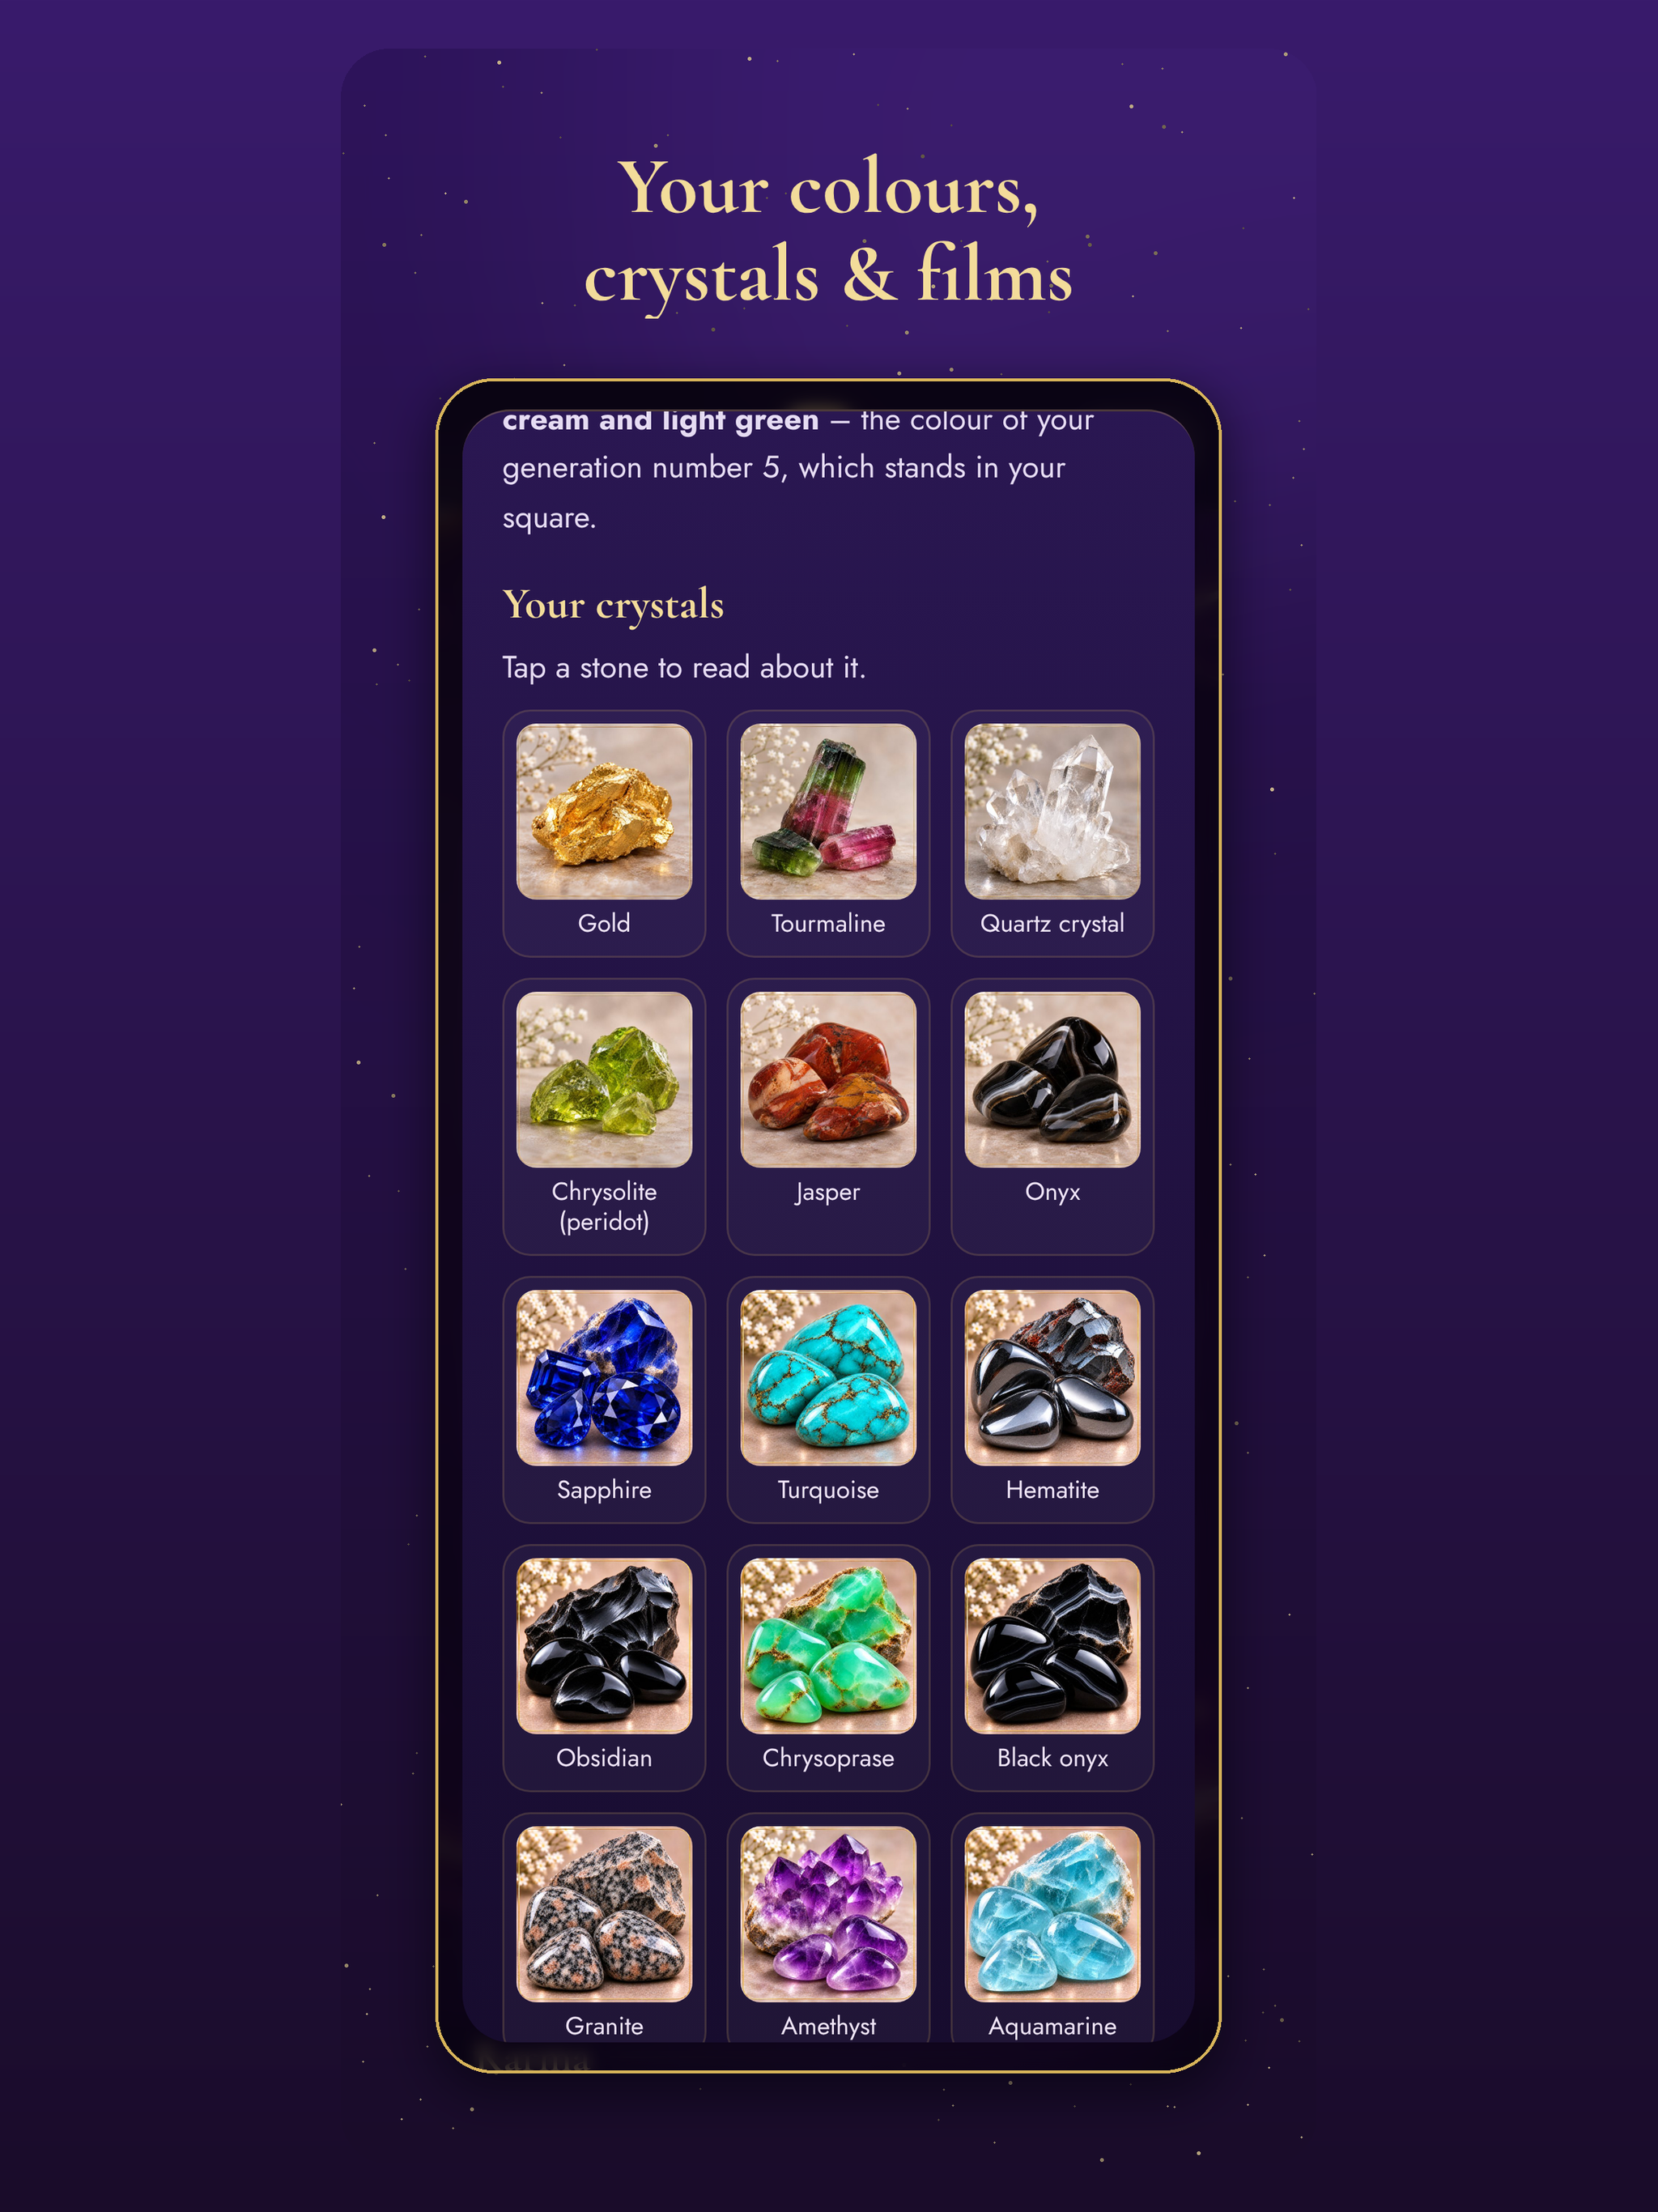 Your colours,
crystals & films
cream and light green – the colour of your
generation number 5, which stands in your
square.
Your crystals
Tap a stone to read about it.
Gold
Tourmaline
Quartz crystal
Chrysolite
(peridot)
Jasper
Onyx
Sapphire
Turquoise
Hematite
Obsidian
Chrysoprase
Black onyx
Granite
Amethyst
Aquamarine
Karma